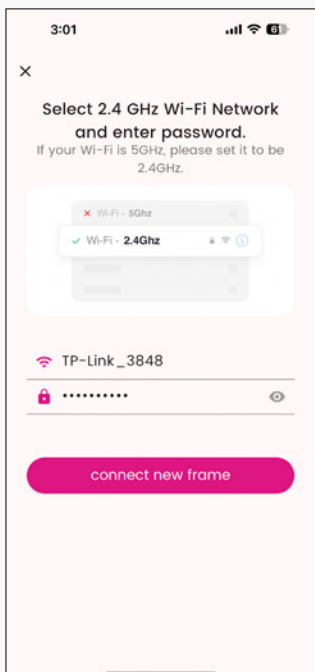 3:01
61
Select 2.4 GHz Wi-Fi Network
and enter password.
If your Wi-Fi is 5GHz, please set it to be
2.4GHz.
Wi-Fi - 5Ghz
Wi-Fi - 2.4Ghz
TP-Link_3848
••••••••••
connect new frame